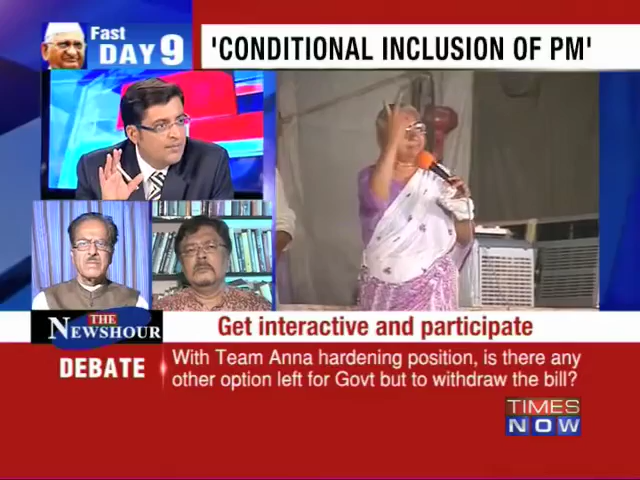 Fast
DAY 9
'CONDITIONAL INCLUSION OF PM'
THE
NEWSHOUR
Get interactive and participate
DEBATE
With Team Anna hardening position, is there any
other option left for Govt but to withdraw the bill?
TIMES
NOW